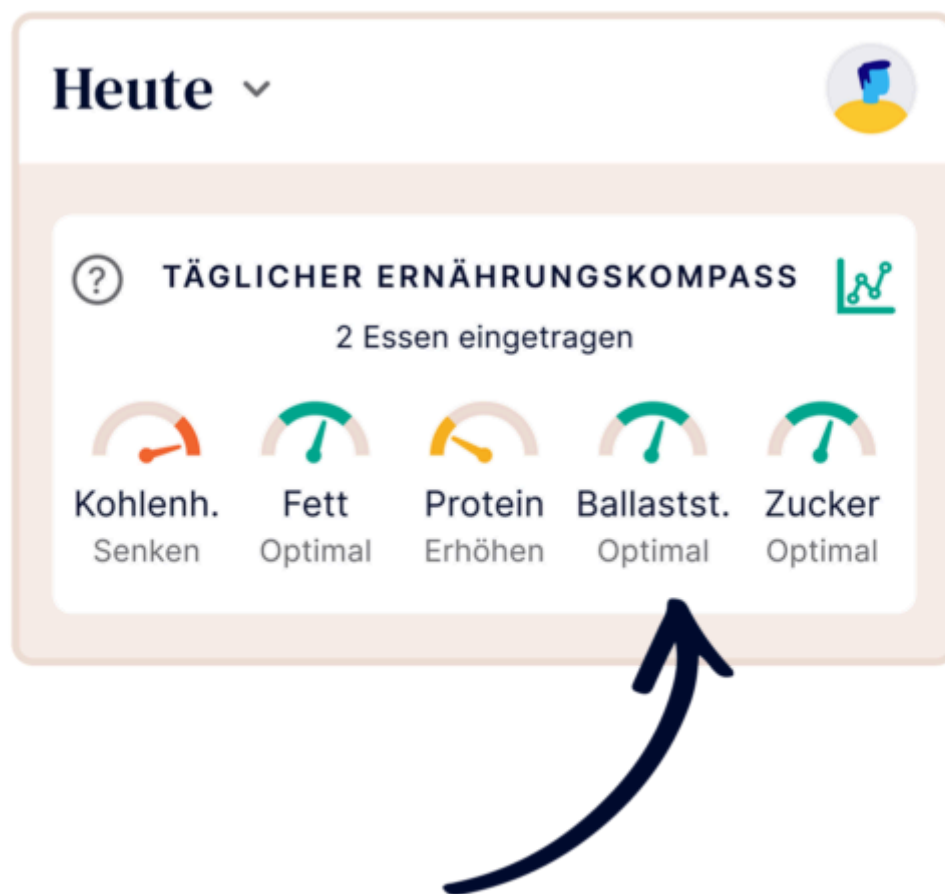 Heute
?
TÄGLICHER ERNÄHRUNGSKOMPASS
2 Essen eingetragen
Kohlenh. Fett Protein Ballastst. Zucker
Senken Optimal Erhöhen Optimal Optimal